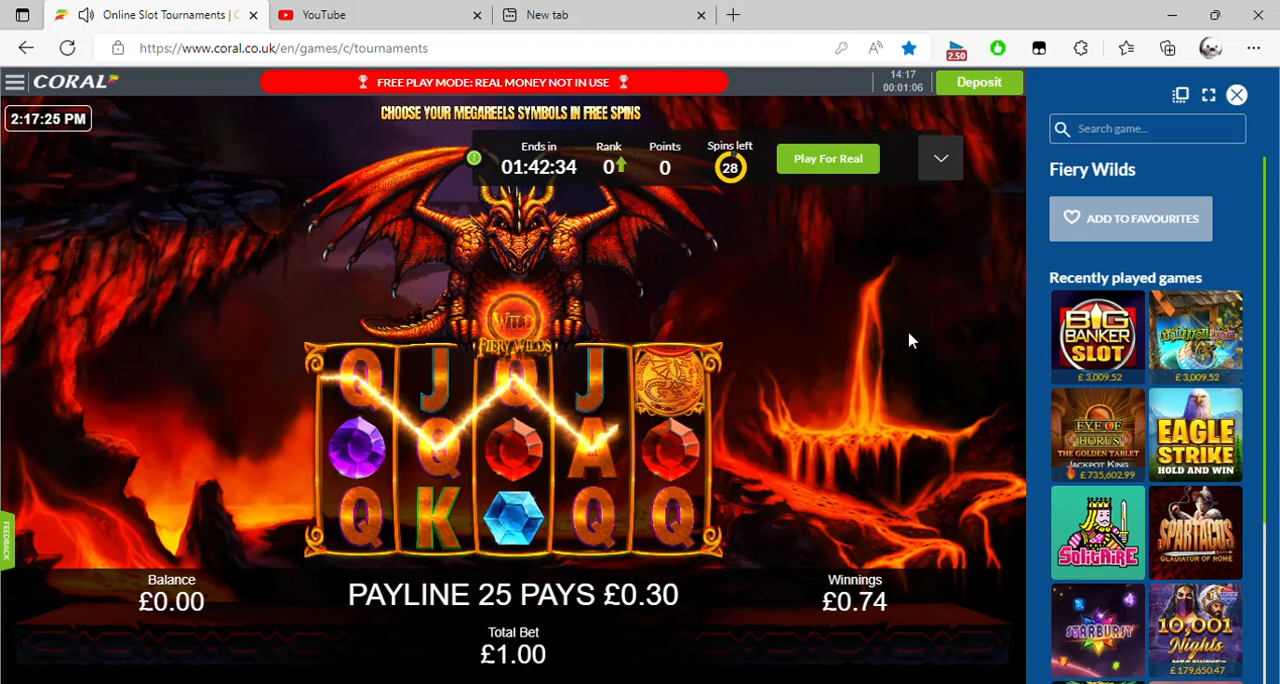 Online Slot Tournaments | C
YouTube
New tab
https://www.coral.co.uk/en/games/c/tournaments
2.50
CORAL
FREE PLAY MODE: REAL MONEY NOT IN USE
14:17
00:01:06
Deposit
2:17:25 PM
CHOOSE YOUR MEGAREELS SYMBOLS IN FREE SPINS
Ends in
01:42:34
Rank
0
Points
0
Spins left
28
Play For Real
Search game...
Fiery Wilds
ADD TO FAVOURITES
Recently played games
BIG BANKER SLOT
£ 3,009.52
£ 3,009.52
EYE OF HORUS
THE GOLDEN TABLET
JACKPOT KING
£ 735,602.99
EAGLE STRIKE
HOLD AND WIN
SOLITAIRE
SPARTACUS
GLADIATOR OF ROME
STARBURST
10,001 Nights
MEGAWAYS
£ 179,650.47
WILD
FIERY WILDS
Q J Q J
Q A
Q K Q Q
FEEDBACK
Balance
£0.00
PAYLINE 25 PAYS £0.30
Winnings
£0.74
Total Bet
£1.00